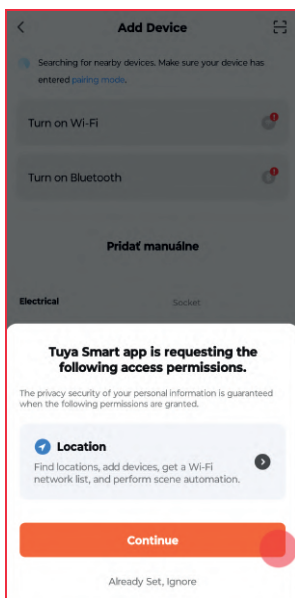 Add Device
Searching for nearby devices. Make sure your device has
entered pairing mode.
Turn on Wi-Fi
Turn on Bluetooth
Pridať manuálne
Electrical Socket
Tuya Smart app is requesting the
following access permissions.
The privacy security of your personal information is guaranteed
when the following permissions are granted.
Location
Find locations, add devices, get a Wi-Fi
network list, and perform scene automation.
Continue
Already Set, Ignore